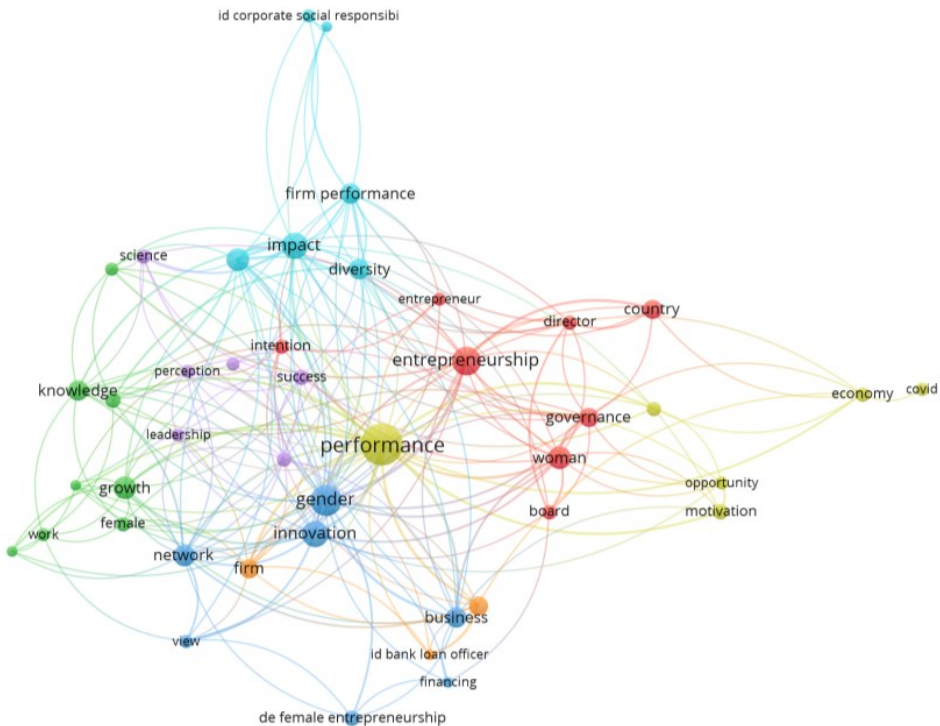 id corporate social responsibi
firm performance
impact
science
diversity
entrepreneur
country
director
intention
entrepreneurship
perception
success
knowledge
economy
covid
governance
leadership
performance
woman
opportunity
growth
gender
board
motivation
female
work
innovation
network
firm
business
view
id bank loan officer
financing
de female entrepreneurship